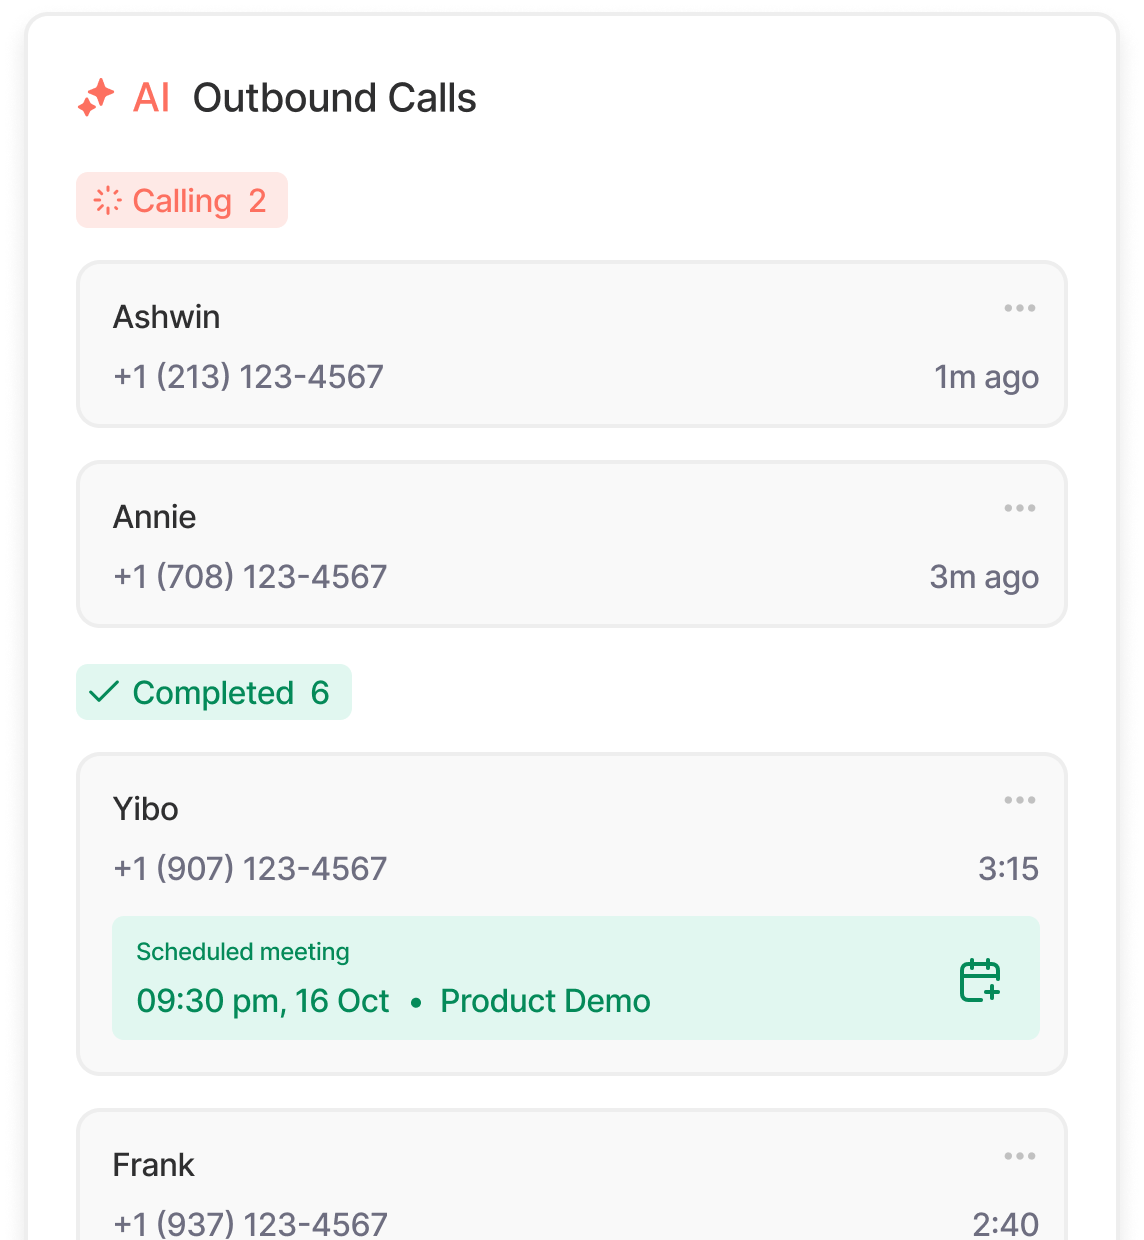 AI Outbound Calls
Calling 2
Ashwin
+1 (213) 123-4567
1m ago
Annie
+1 (708) 123-4567
3m ago
Completed 6
Yibo
+1 (907) 123-4567
3:15
Scheduled meeting
09:30 pm, 16 Oct • Product Demo
Frank
+1 (937) 123-4567
2:40